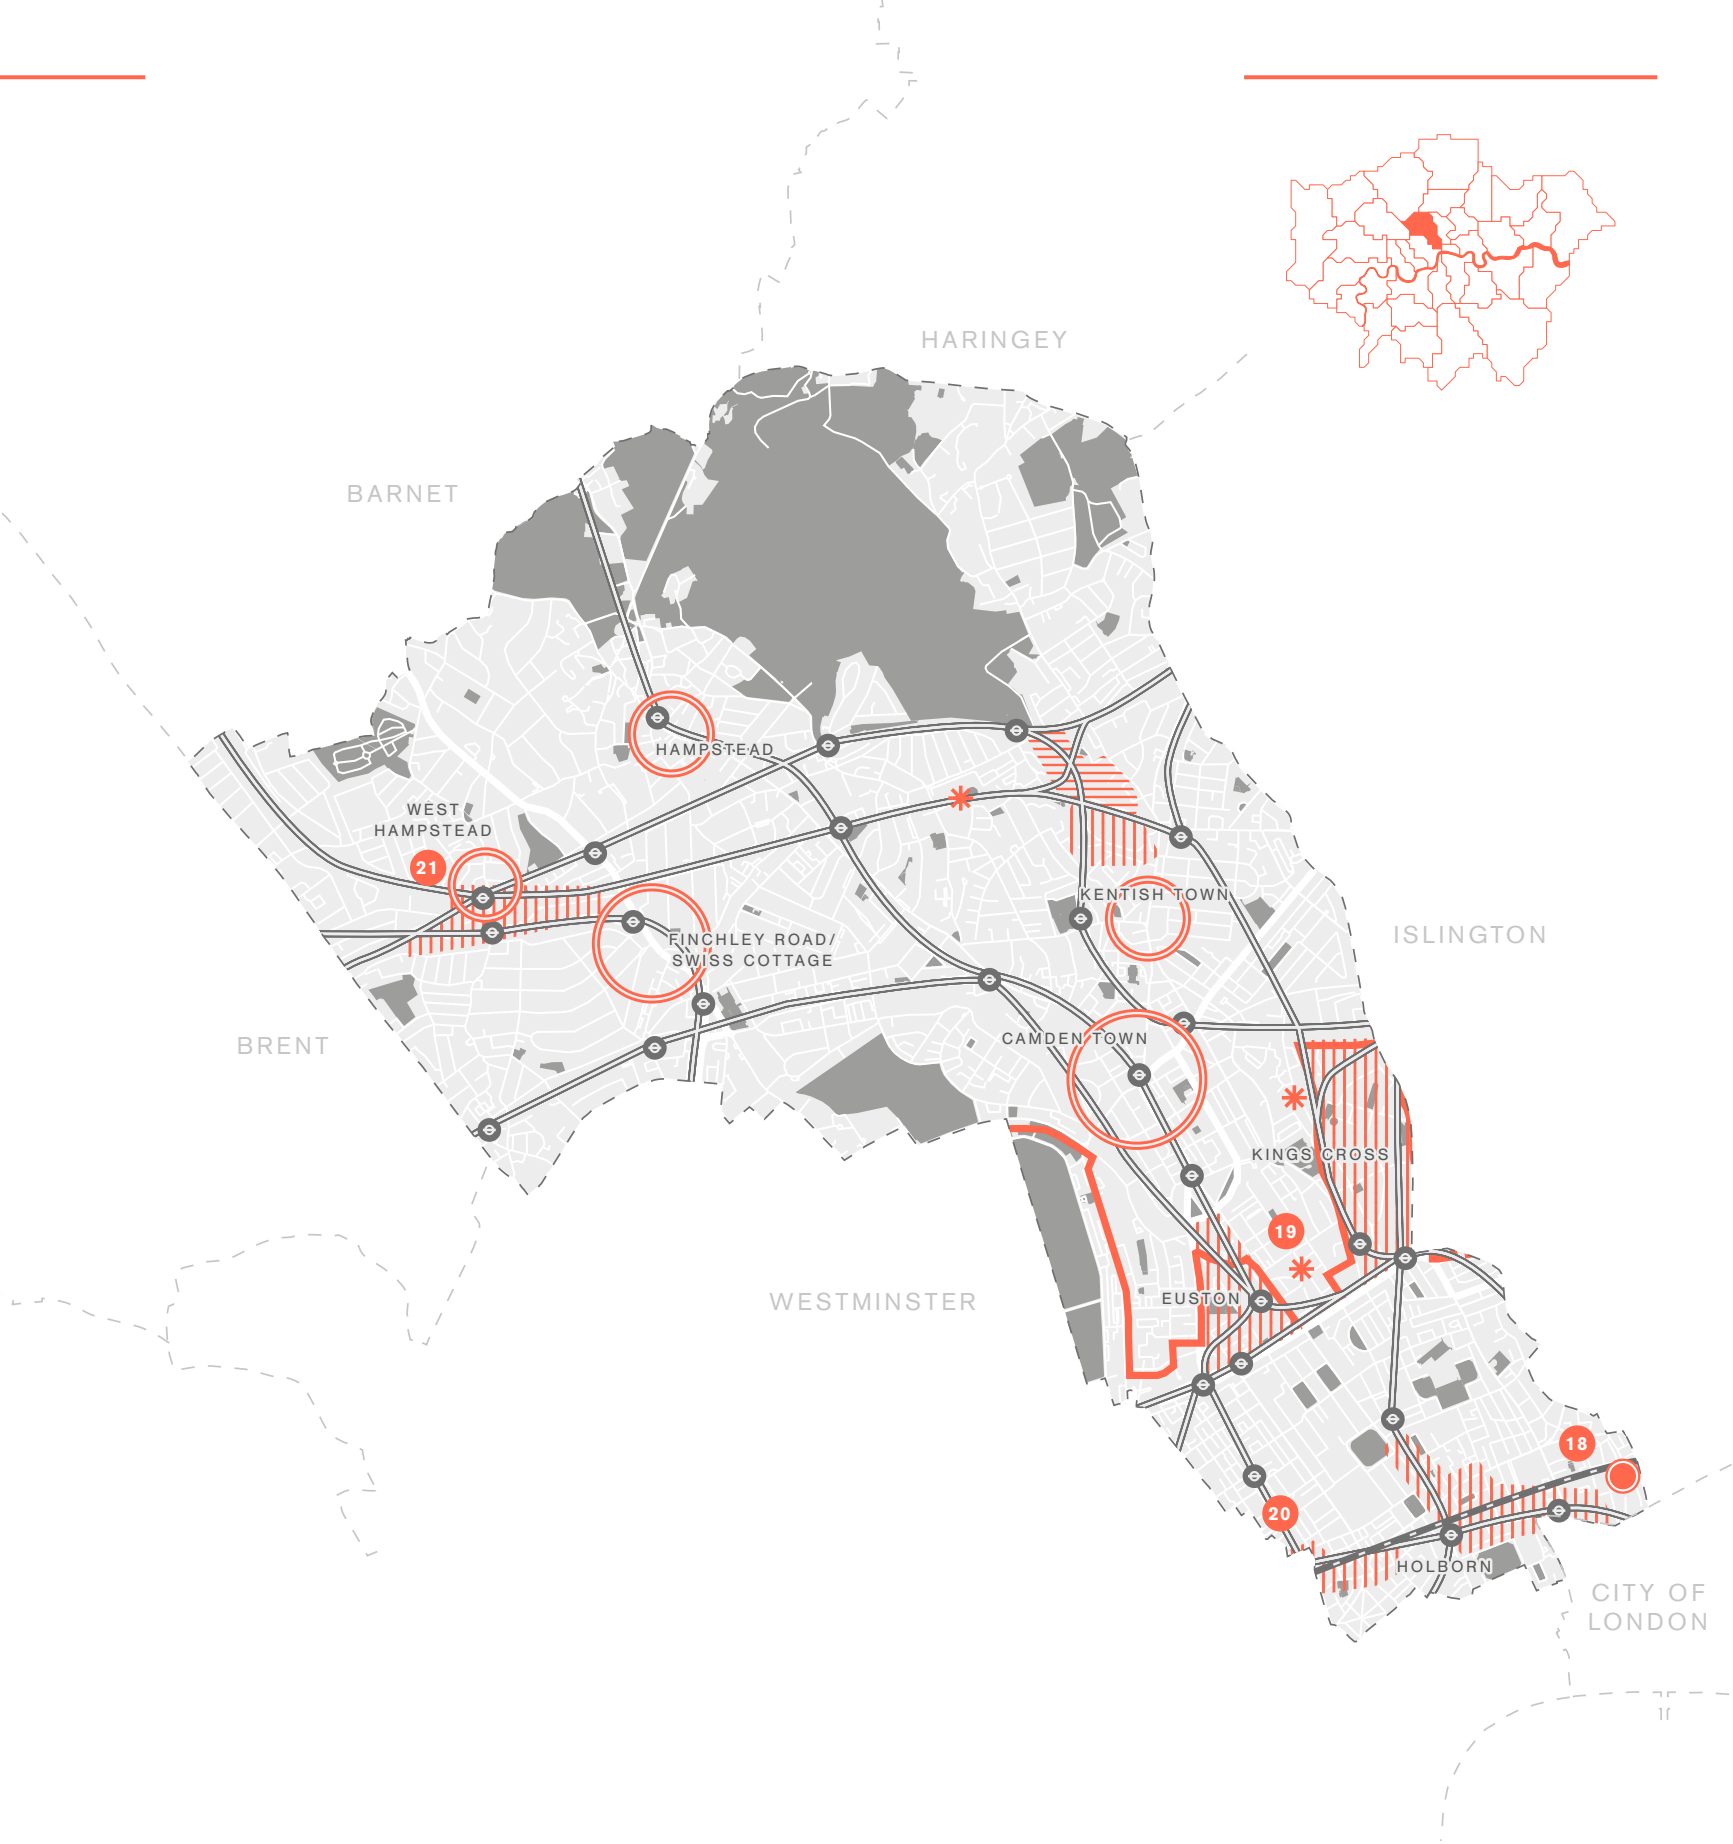 HARINGEY
BARNET
HAMPSTEAD
WEST
HAMPSTEAD
21
KENTISH TOWN
FINCHLEY ROAD/
SWISS COTTAGE
ISLINGTON
BRENT
CAMDEN TOWN
KINGS CROSS
19
EUSTON
WESTMINSTER
18
20
HOLBORN
CITY OF
LONDON